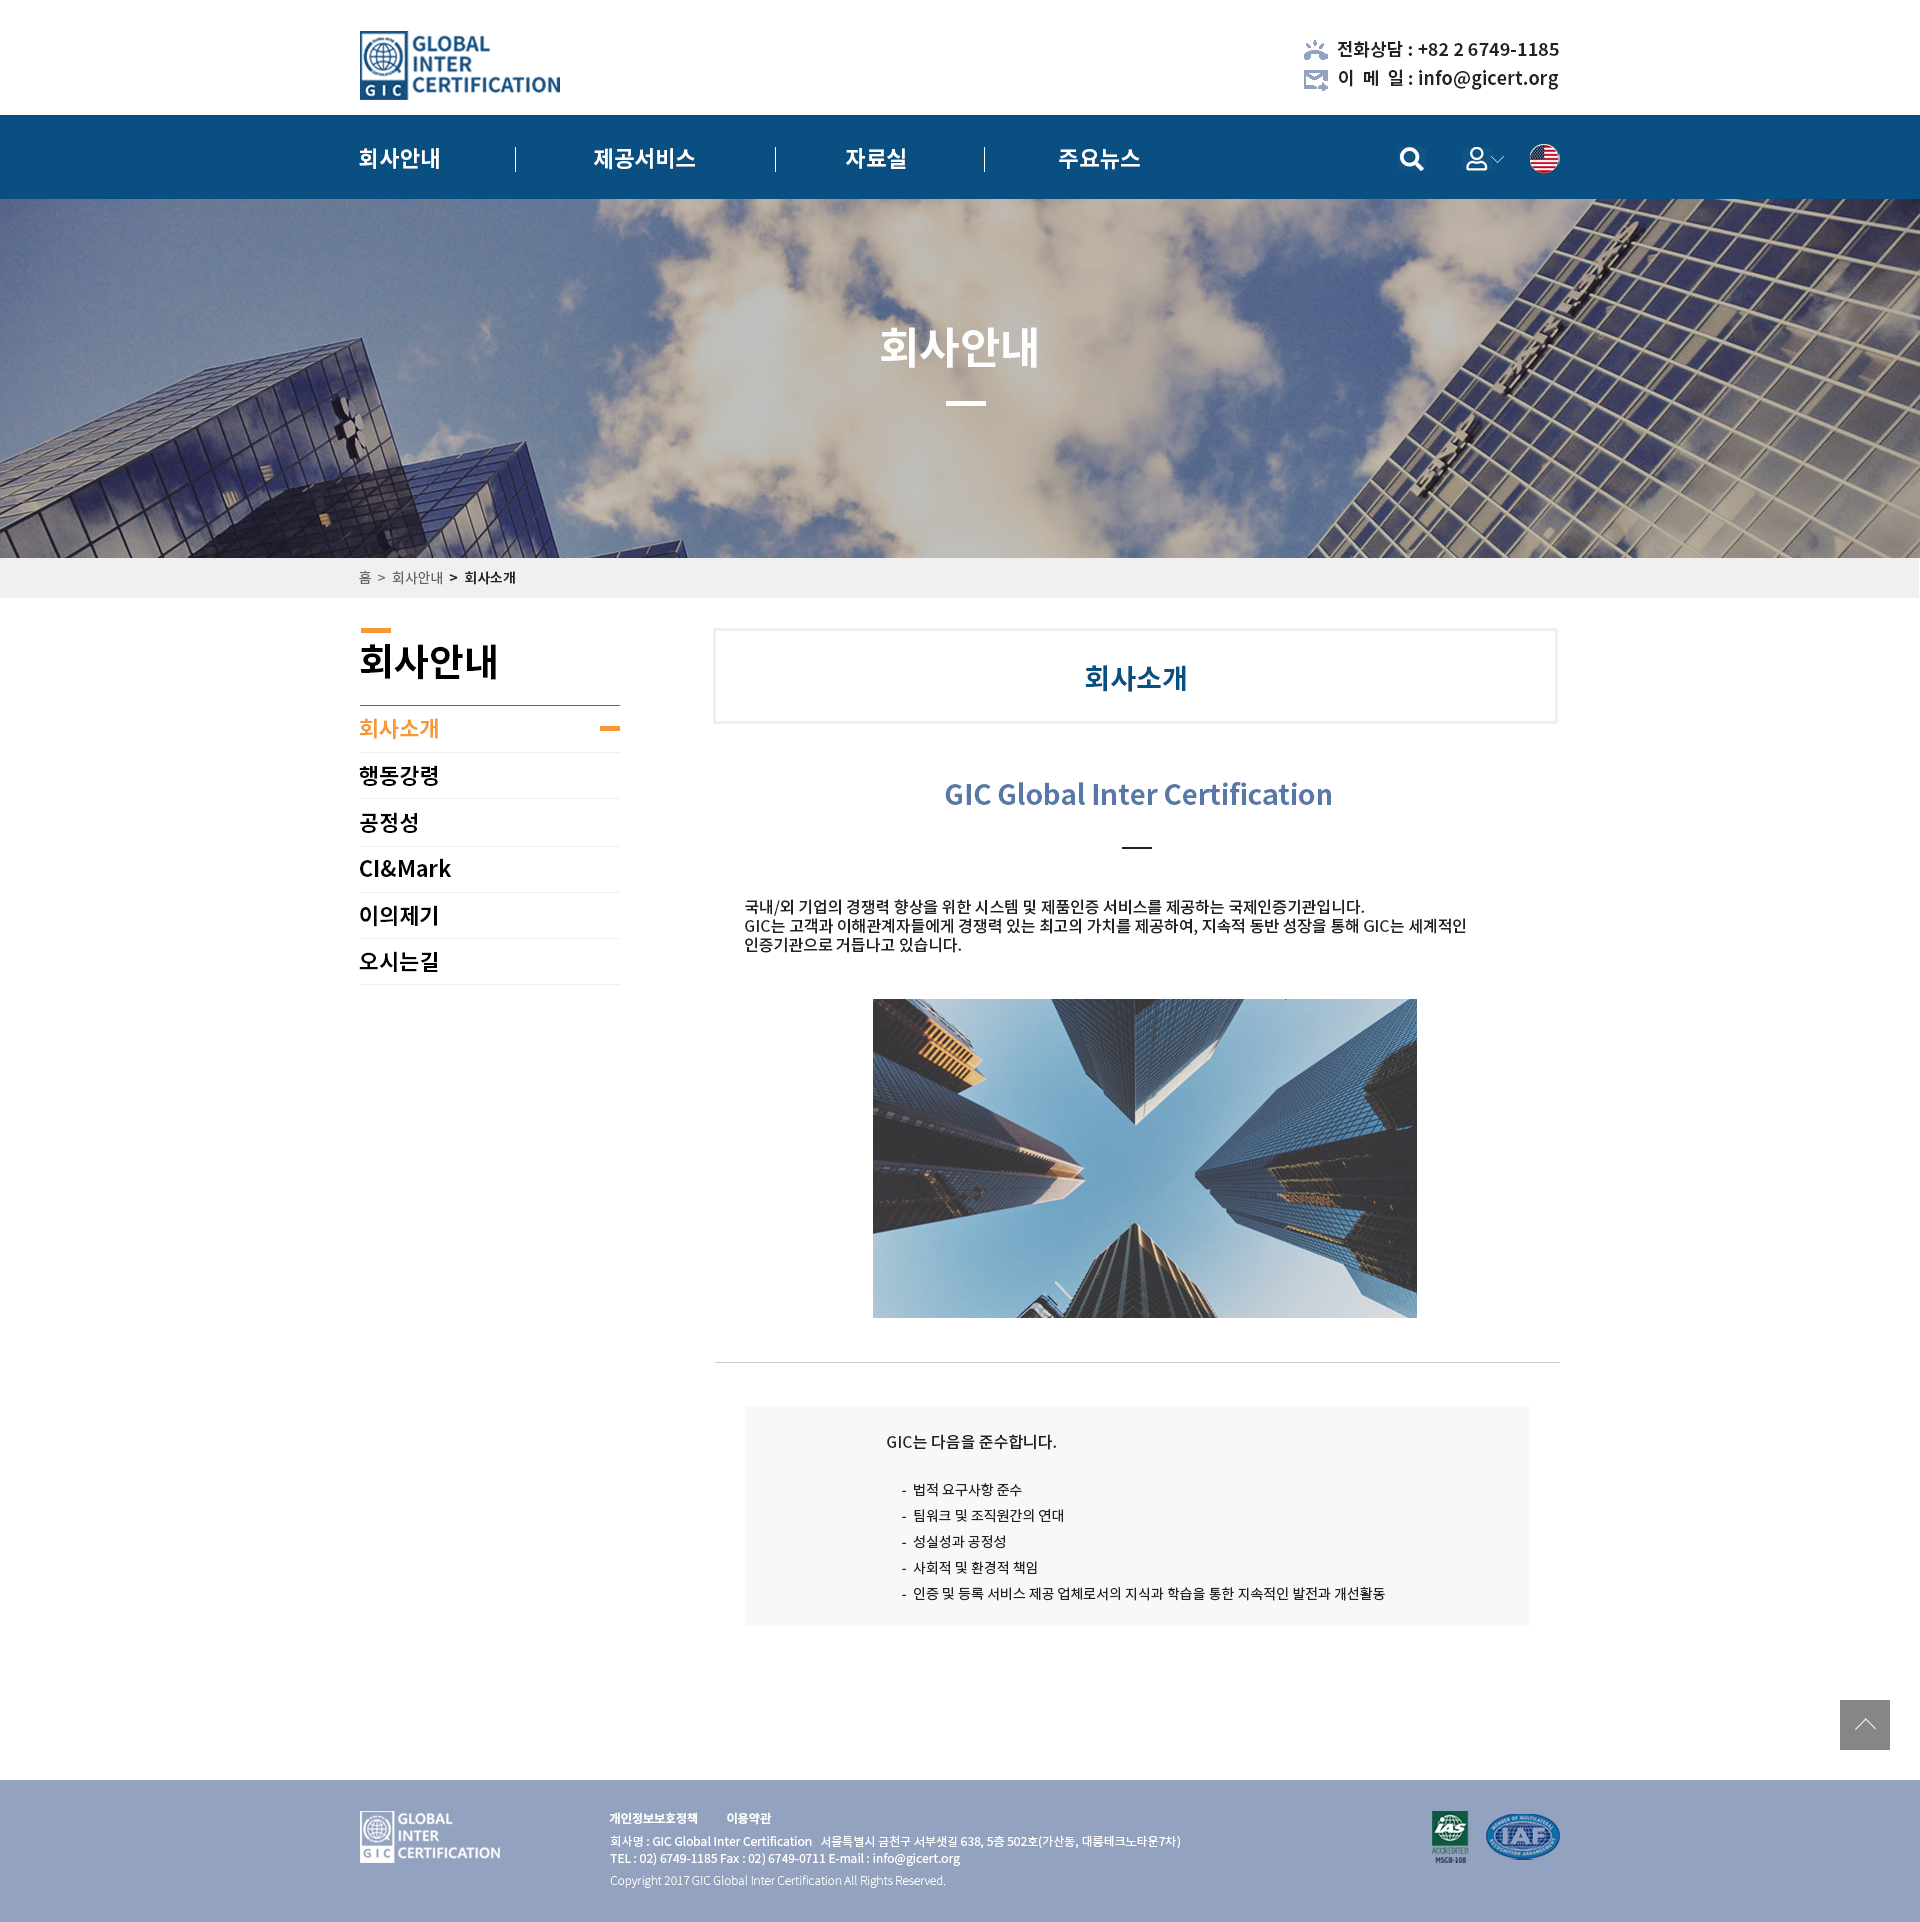 GIC
GLOBAL
INTER
CERTIFICATION
전화상담 : +82 2 6749-1185
이 메 일 : info@gicert.org
회사안내
제공서비스
자료실
주요뉴스
회사안내
홈 > 회사안내 > 회사소개
회사안내
회사소개
행동강령
공정성
CI&Mark
이의제기
오시는길
회사소개
GIC Global Inter Certification
국내/외 기업의 경쟁력 향상을 위한 시스템 및 제품인증 서비스를 제공하는 국제인증기관입니다.
GIC는 고객과 이해관계자들에게 경쟁력 있는 최고의 가치를 제공하여, 지속적 동반 성장을 통해 GIC는 세계적인
인증기관으로 거듭나고 있습니다.
GIC는 다음을 준수합니다.
- 법적 요구사항 준수
- 팀워크 및 조직원간의 연대
- 성실성과 공정성
- 사회적 및 환경적 책임
- 인증 및 등록 서비스 제공 업체로서의 지식과 학습을 통한 지속적인 발전과 개선활동
GIC
GLOBAL
INTER
CERTIFICATION
개인정보보호정책 이용약관
회사명 : GIC Global Inter Certification 서울특별시 금천구 서부샛길 638, 5층 502호(가산동, 대륭테크노타운7차)
TEL : 02) 6749-1185 Fax : 02) 6749-0711 E-mail : info@gicert.org
Copyright 2017 GIC Global Inter Certification All Rights Reserved.
IAS
ACCREDITED
MSCB-108
MEMBER OF MULTILATERAL
IAF
RECOGNITION ARRANGEMENT